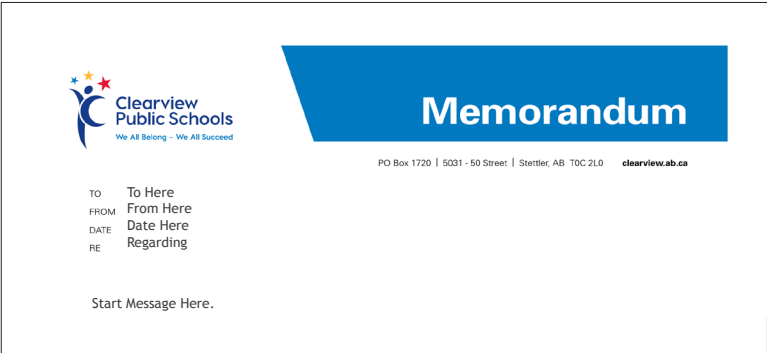 Clearview
Public Schools
We All Belong – We All Succeed
Memorandum
PO Box 1720 | 5031 - 50 Street | Stettler, AB T0C 2L0 clearview.ab.ca
TO To Here
FROM From Here
DATE Date Here
RE Regarding
Start Message Here.